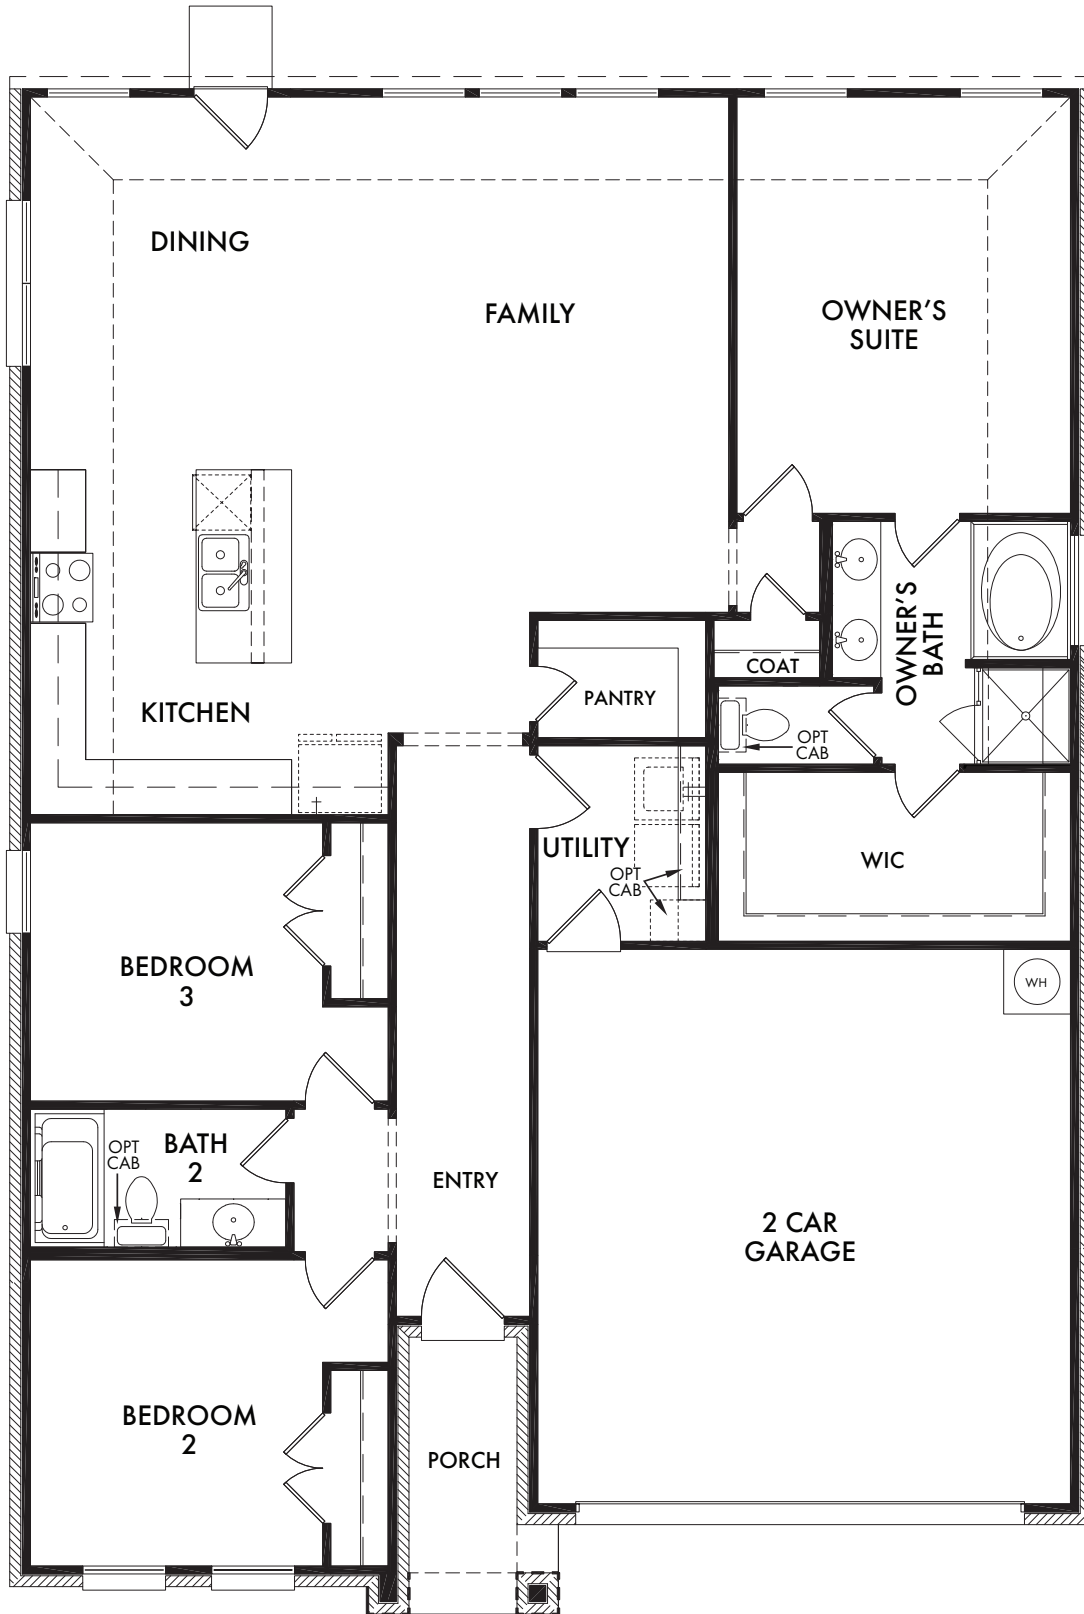 DINING
FAMILY
OWNER'S
SUITE
OWNER'S
BATH
COAT
PANTRY
KITCHEN
OPT
CAB
UTILITY
OPT
CAB
WIC
BEDROOM
3
WH
BATH
2
OPT
CAB
ENTRY
2 CAR
GARAGE
BEDROOM
2
PORCH